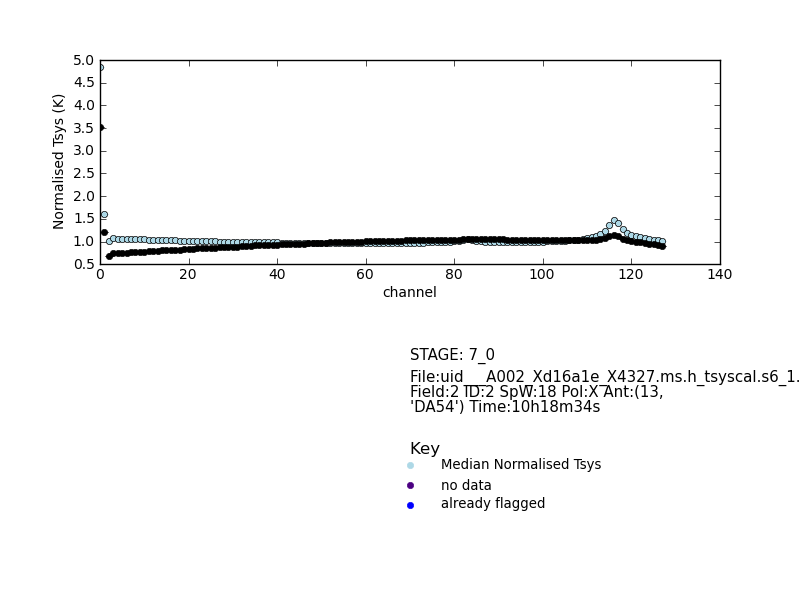 5.0
4.5
4.0
3.5
3.0
2.5
2.0
1.5
1.0
0.5
Normalised Tsys (K)
0 20 40 60 80 100 120 140
channel
STAGE: 7_0
File:uid___A002_Xd16a1e_X4327.ms.h_tsyscal.s6_1.
Field:2 ID:2 SpW:18 Pol:X Ant:(13,
'DA54') Time:10h18m34s
Key
Median Normalised Tsys
no data
already flagged